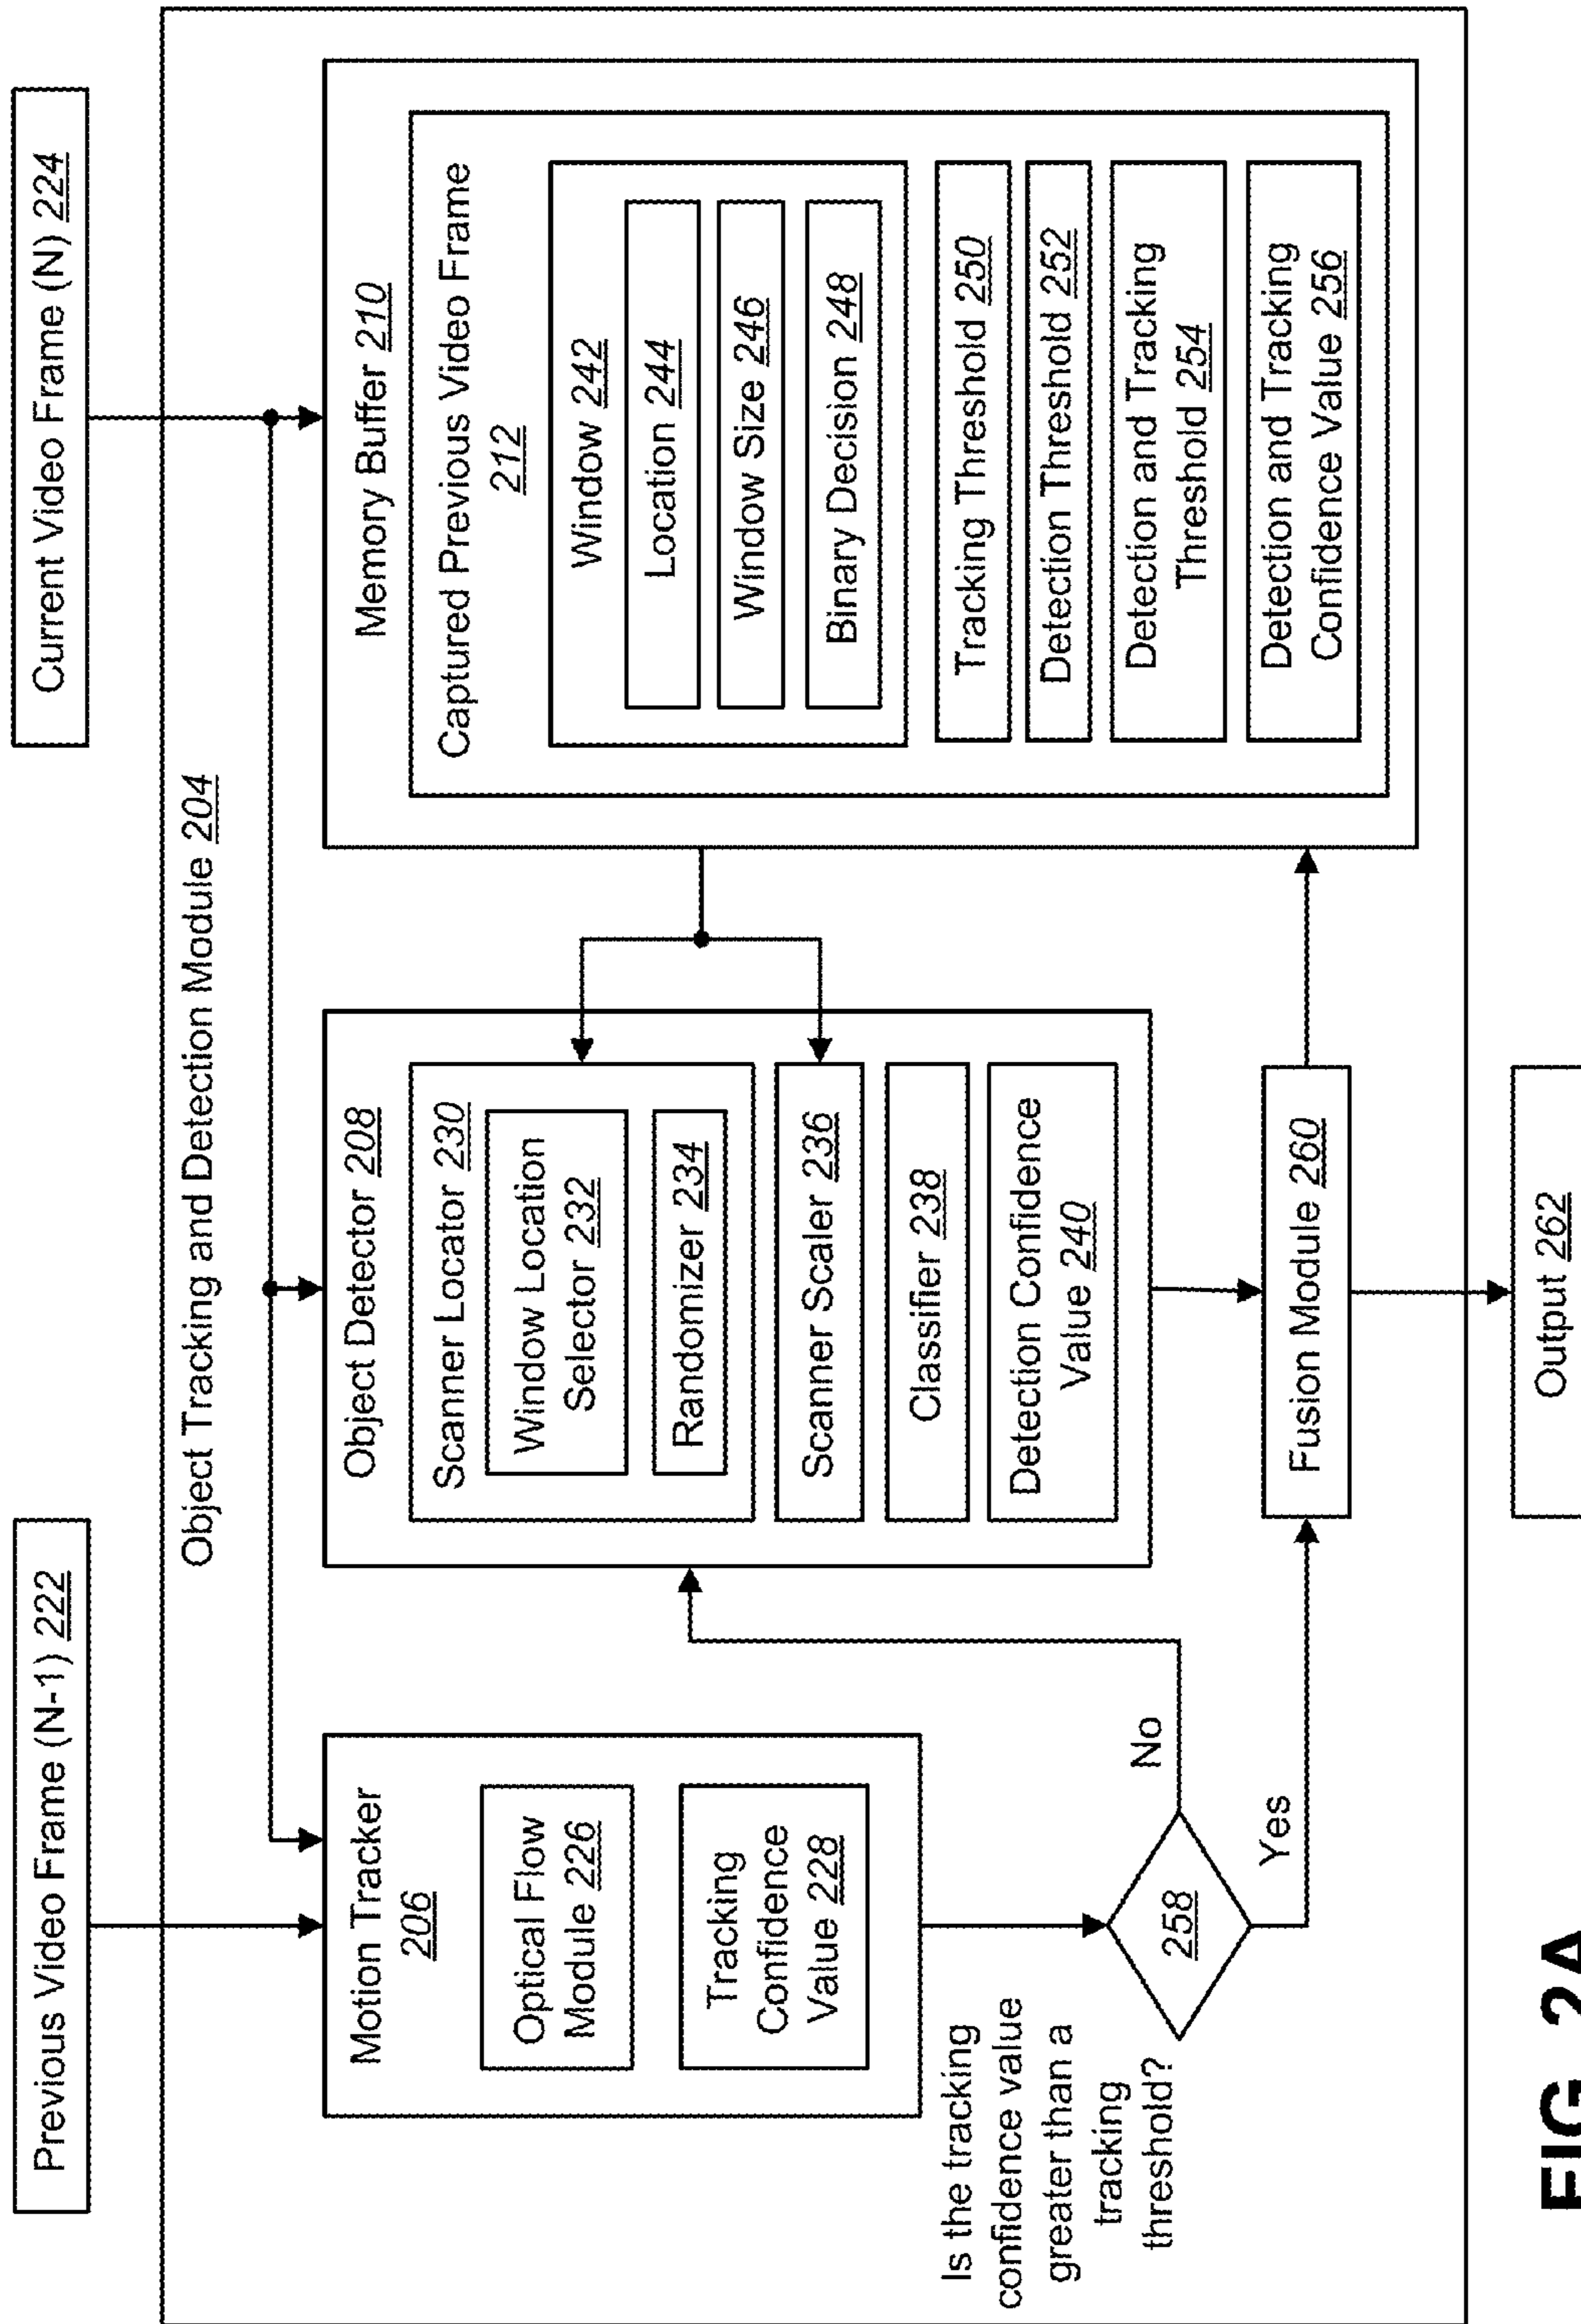 Previous Video Frame (N-1) 222
Current Video Frame (N) 224
Object Tracking and Detection Module 204
Motion Tracker
206
Optical Flow
Module 226
Tracking
Confidence
Value 228
Is the tracking
confidence value
greater than a
tracking
threshold?
258
No
Yes
Object Detector 208
Scanner Locator 230
Window Location
Selector 232
Randomizer 234
Scanner Scaler 236
Classifier 238
Detection Confidence
Value 240
Fusion Module 260
Memory Buffer 210
Captured Previous Video Frame
212
Window 242
Location 244
Window Size 246
Binary Decision 248
Tracking Threshold 250
Detection Threshold 252
Detection and Tracking
Threshold 254
Detection and Tracking
Confidence Value 256
Output 262
FIG. 2A